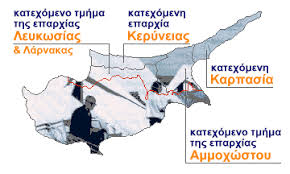 κατεχόμενο τμήμα
της επαρχίας
Λευκωσίας
& Λάρνακας
κατεχόμενη
επαρχία
Κερύνειας
κατεχόμενη
Καρπασία
κατεχόμενο τμήμα
της επαρχίας
Αμμοχώστου